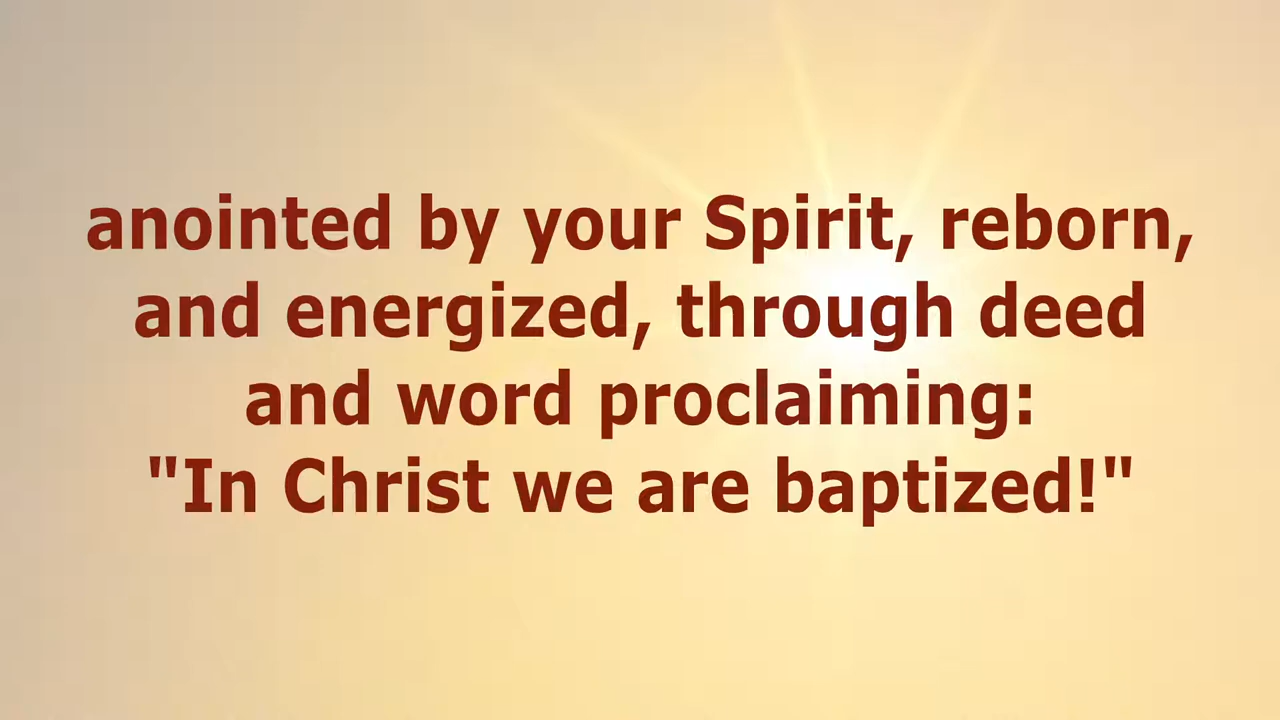 anointed by your Spirit, reborn,
and energized, through deed
and word proclaiming:
"In Christ we are baptized!"